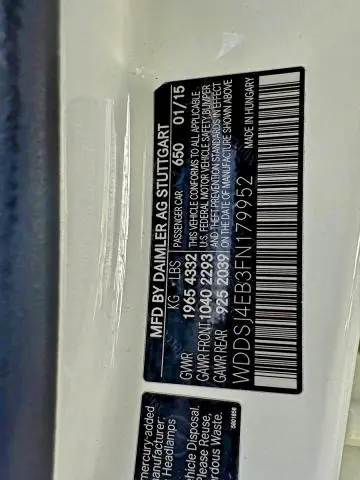 MFD BY DAIMLER AG STUTTGART
PASSENGER CAR 650 01/15
KG LBS
GVWR 1965 4332
GAWR FRONT 1040 2293
GAWR REAR 925 2039
THIS VEHICLE CONFORMS TO ALL APPLICABLE
U.S. FEDERAL MOTOR VEHICLE SAFETY, BUMPER
AND THEFT PREVENTION STANDARDS IN EFFECT
ON THE DATE OF MANUFACTURE SHOWN ABOVE
WDDSJ4EB3FN179952
MADE IN HUNGARY
mercury-added
Headlamps
Vehicle Disposal.
Please Reuse,
ardous Waste.